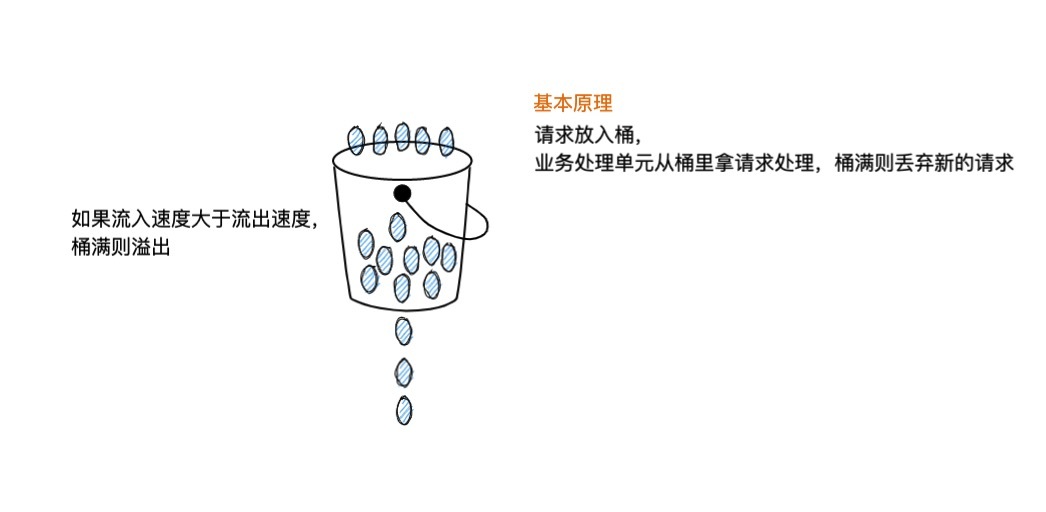 基本原理
请求放入桶，
业务处理单元从桶里拿请求处理，桶满则丢弃新的请求
如果流入速度大于流出速度，
桶满则溢出